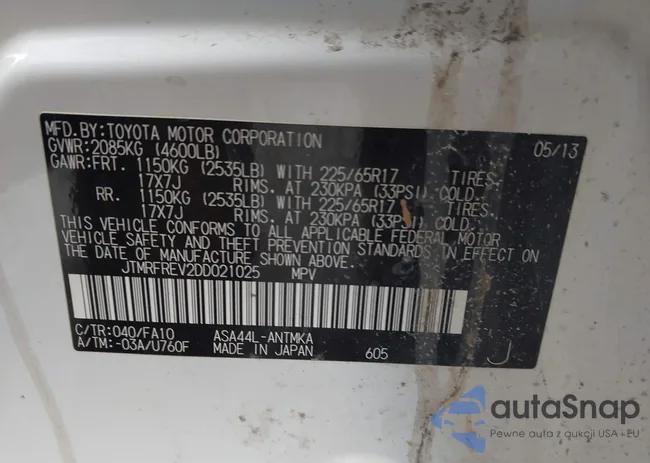 MFD.BY:TOYOTA MOTOR CORPORATION 05/13
GVWR:2085KG (4600LB)
GAWR:FRT. 1150KG (2535LB) WITH 225/65R17 TIRES
17X7J RIMS. AT 230KPA (33PSI) COLD.
RR. 1150KG (2535LB) WITH 225/65R17 TIRES
17X7J RIMS. AT 230KPA (33PSI) COLD.
THIS VEHICLE CONFORMS TO ALL APPLICABLE FEDERAL MOTOR
VEHICLE SAFETY AND THEFT PREVENTION STANDARDS IN EFFECT ON
THE DATE OF MANUFACTURE SHOWN ABOVE.
JTMRFREV2DD021025 MPV
C/TR:040/FA10 ASA44L-ANTMKA
A/TM:-03A/U760F MADE IN JAPAN 605 J
autaSnap
Pewne auta z aukcji USA i EU